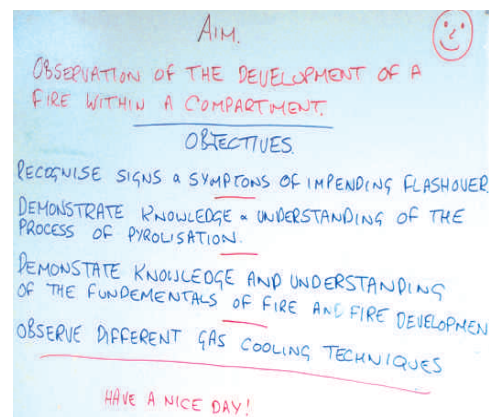 AIM.
OBSERVATION OF THE DEVELOPMENT OF A
FIRE WITHIN A COMPARTMENT.
OBJECTIVES.
RECOGNISE SIGNS & SYMPTONS OF IMPENDING FLASHOVER
DEMONSTRATE KNOWLEDGE & UNDERSTANDING OF THE
PROCESS OF PYROLISATION.
DEMONSTATE KNOWLEDGE AND UNDERSTANDING
OF THE FUNDEMENTALS OF FIRE AND FIRE DEVELOPMEN
OBSERVE DIFFERENT GAS COOLING TECHNIQUES
HAVE A NICE DAY!